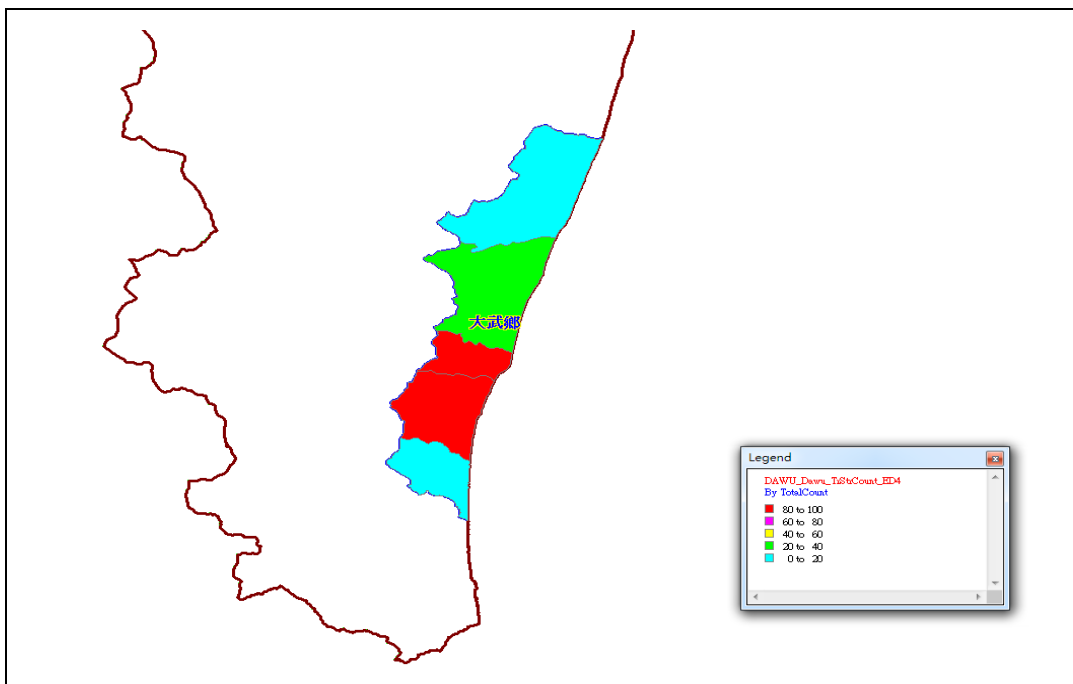 大武鄉
Legend
DAWU_Dawu_TiStrCount_ED4
By TotalCount
80 to 100
60 to 80
40 to 60
20 to 40
0 to 20